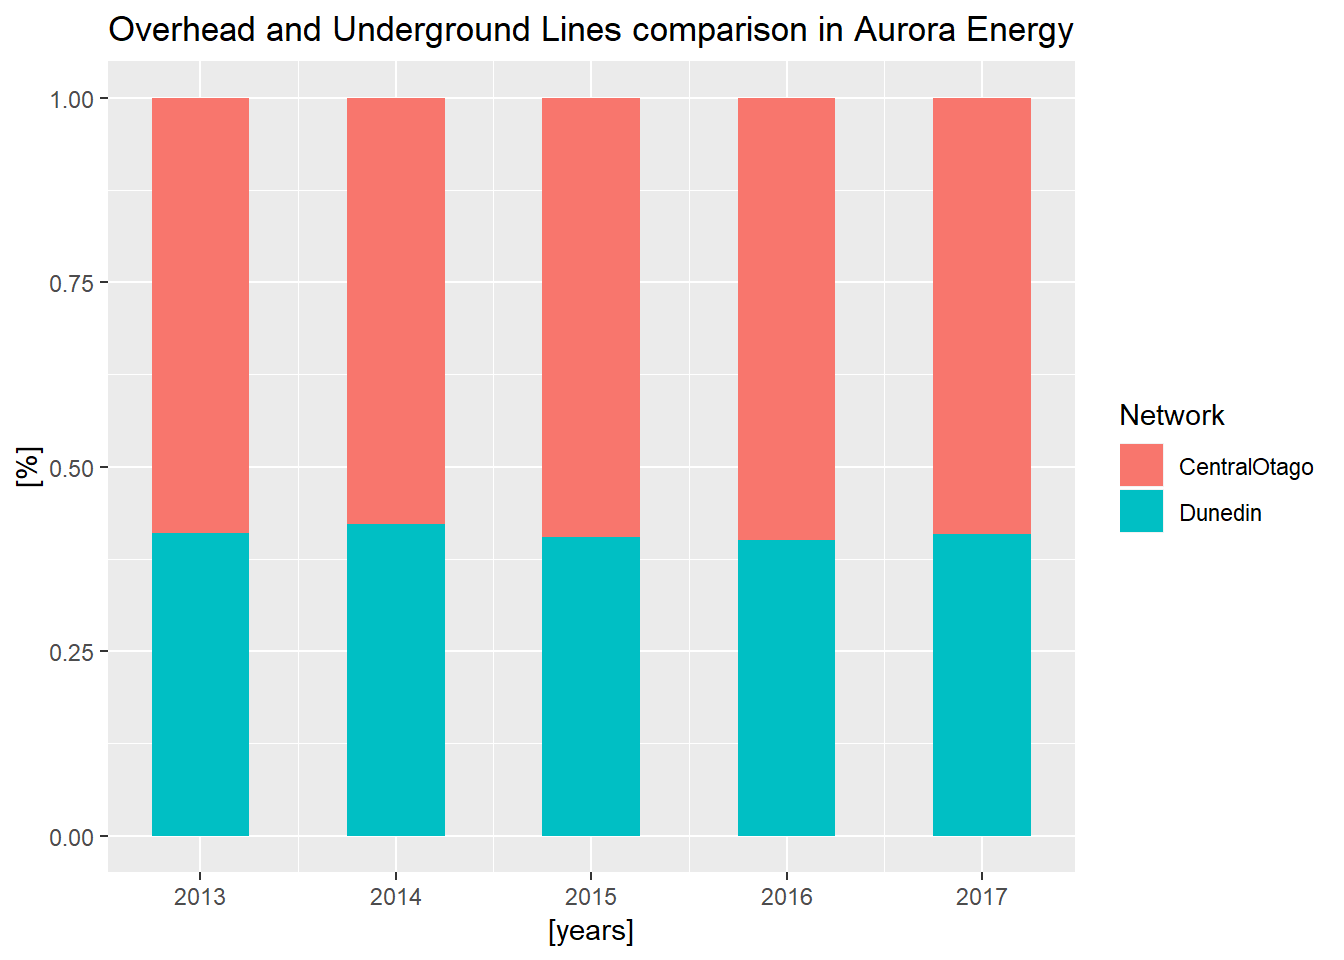 Overhead and Underground Lines comparison in Aurora Energy
1.00
0.75
0.50
0.25
0.00
[%]
2013 2014 2015 2016 2017
[years]
Network
CentralOtago
Dunedin